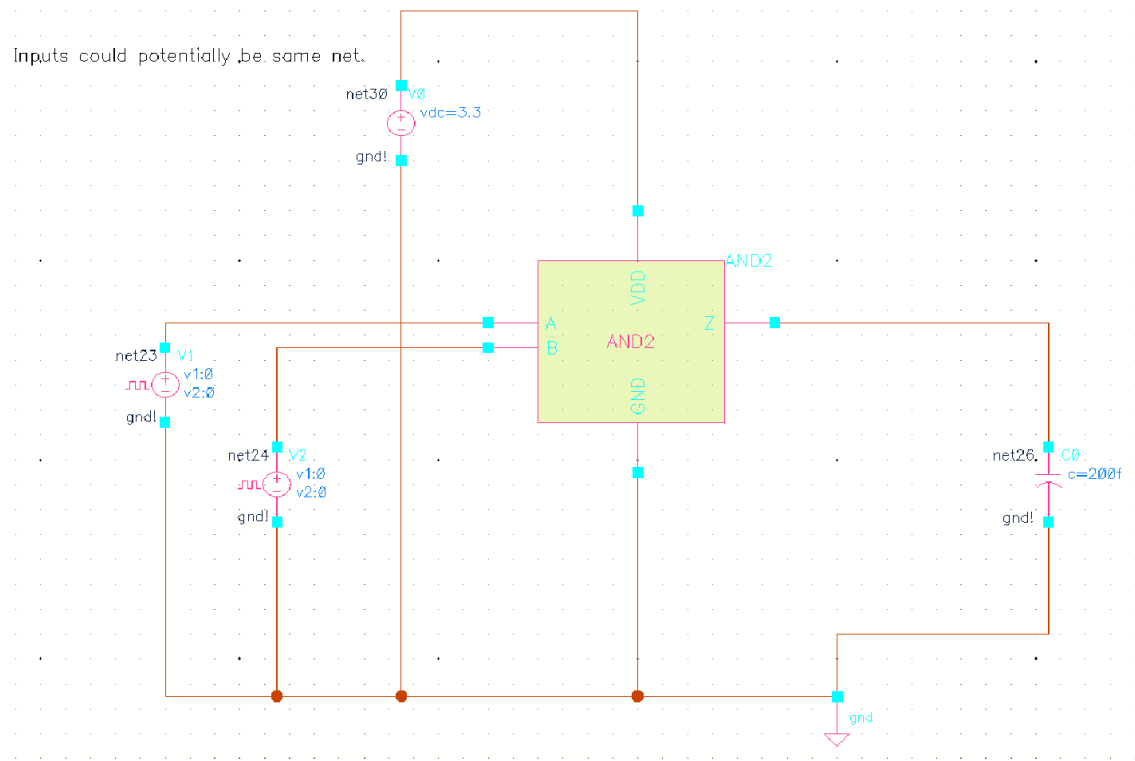 Inputs could potentially be same net.
net30 V0
vdc=3.3
gnd!
AND2
VDD
A
Z
AND2
B
GND
net23 V1
v1:0
v2:0
gnd!
net24 V2
v1:0
v2:0
gnd!
net26 C0
c=200f
gnd!
gnd